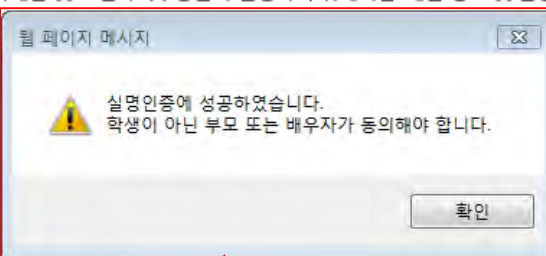 웹 페이지 메시지
실명인증에 성공하였습니다.
학생이 아닌 부모 또는 배우자가 동의해야 합니다.
확인